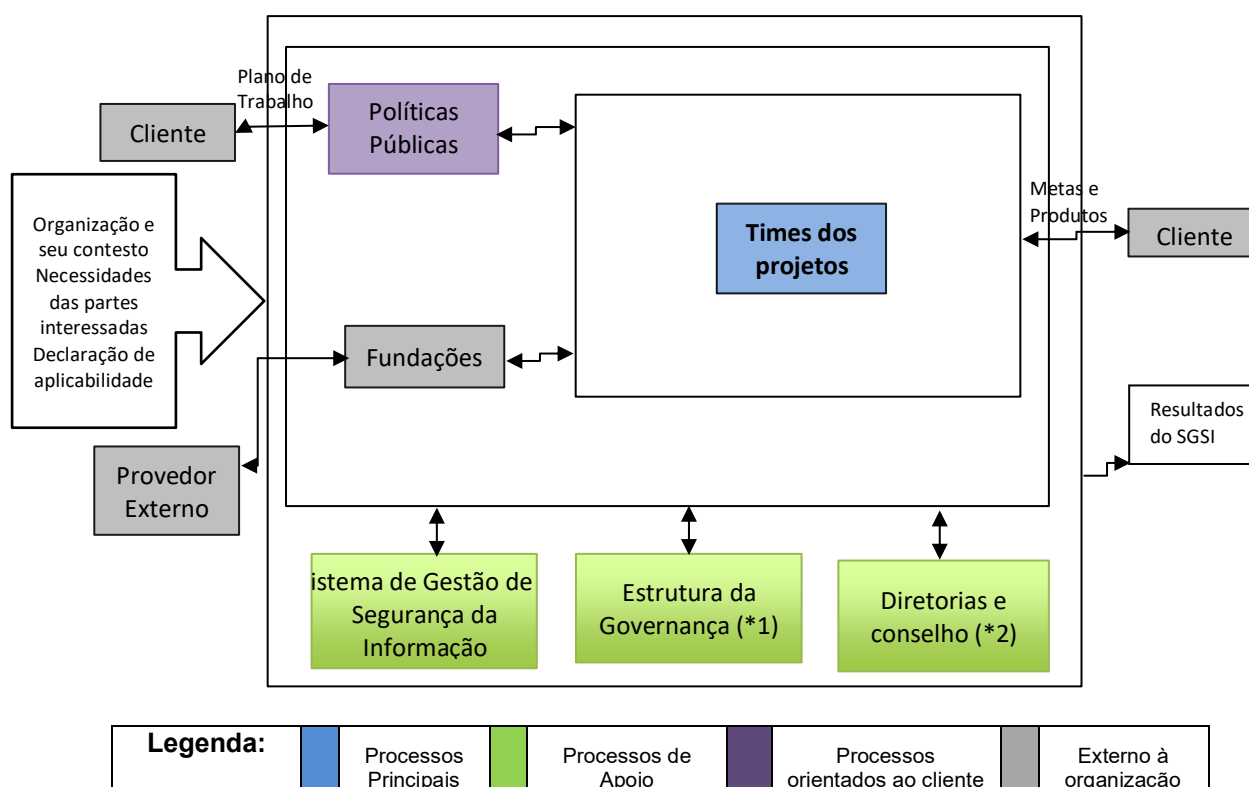 Plano de
Trabalho
Cliente
Políticas
Públicas
Organização e
seu contesto
Necessidades
das partes
interessadas
Declaração de
aplicabilidade
Times dos
projetos
Metas e
Produtos
Cliente
Fundações
Provedor
Externo
Resultados
do SGSI
istema de Gestão de
Segurança da
Informação
Estrutura da
Governança (*1)
Diretorias e
conselho (*2)
Legenda:
Processos
Principais
Processos de
Apoio
Processos
orientados ao cliente
Externo à
organização